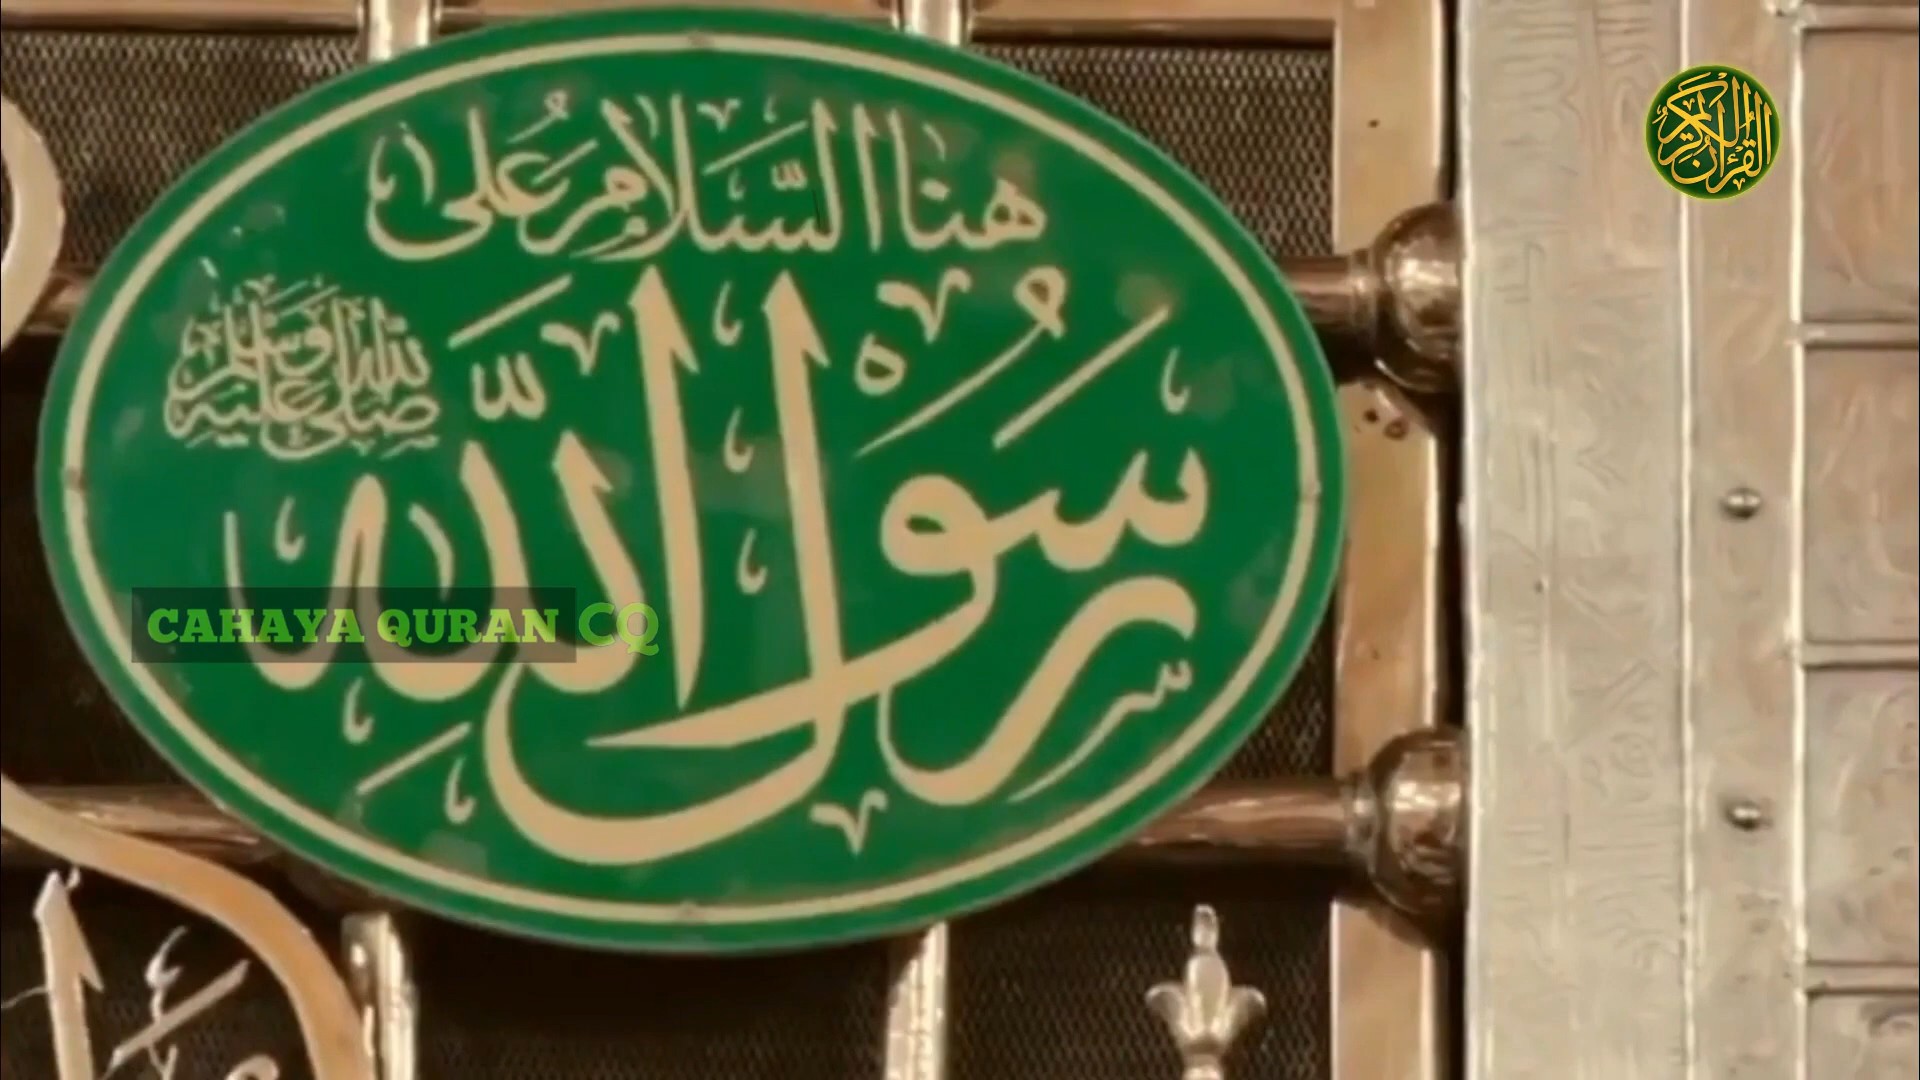 هنا السلام على
رسول الله
صلى الله عليه وسلم
القرآن الكريم
CAHAYA QURAN CQ